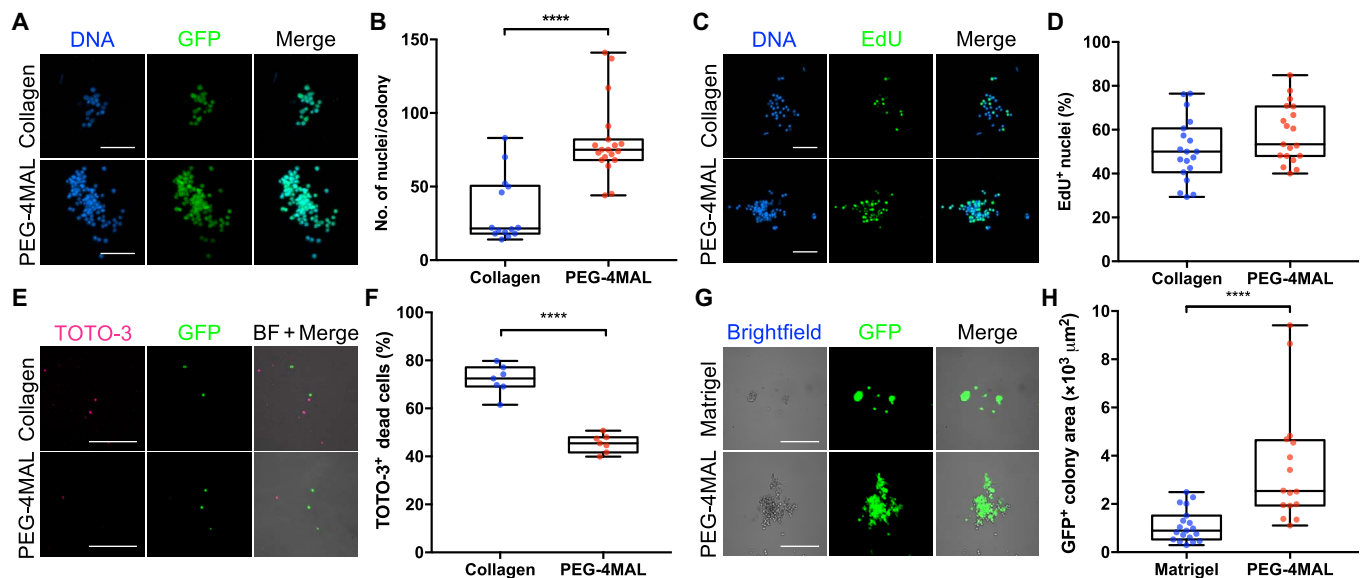 A
DNA GFP Merge
Collagen
PEG-4MAL
B
****
No. of nuclei/colony
150
100
50
0
Collagen PEG-4MAL
C
DNA EdU Merge
Collagen
PEG-4MAL
D
EdU+ nuclei (%)
100
80
60
40
20
0
Collagen PEG-4MAL
E
TOTO-3 GFP BF + Merge
Collagen
PEG-4MAL
F
****
TOTO-3+ dead cells (%)
100
80
60
40
20
0
Collagen PEG-4MAL
G
Brightfield GFP Merge
Matrigel
PEG-4MAL
H
****
GFP+ colony area (×10³ µm²)
10
8
6
4
2
0
Matrigel PEG-4MAL